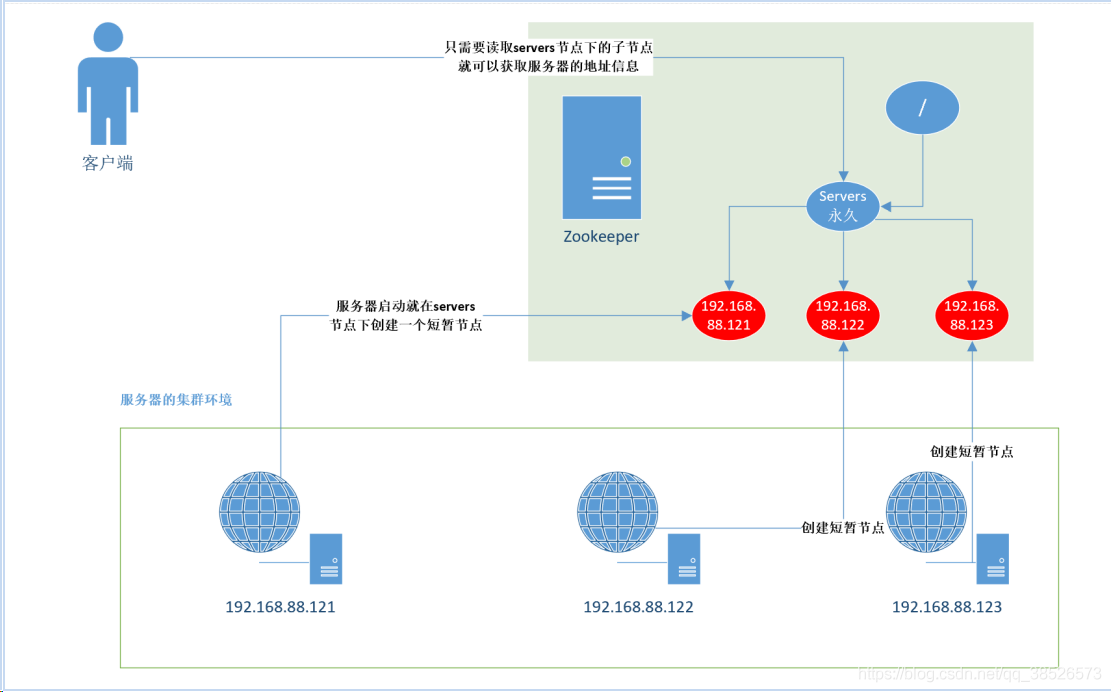 只需要读取servers节点下的子节点
就可以获取服务器的地址信息
/
客户端
Servers
永久
Zookeeper
服务器启动就在servers
节点下创建一个短暂节点
192.168.
88.121
192.168.
88.122
192.168.
88.123
服务器的集群环境
创建短暂节点
创建短暂节点
192.168.88.121
192.168.88.122
192.168.88.123
https://blog.csdn.net/qq_38526573